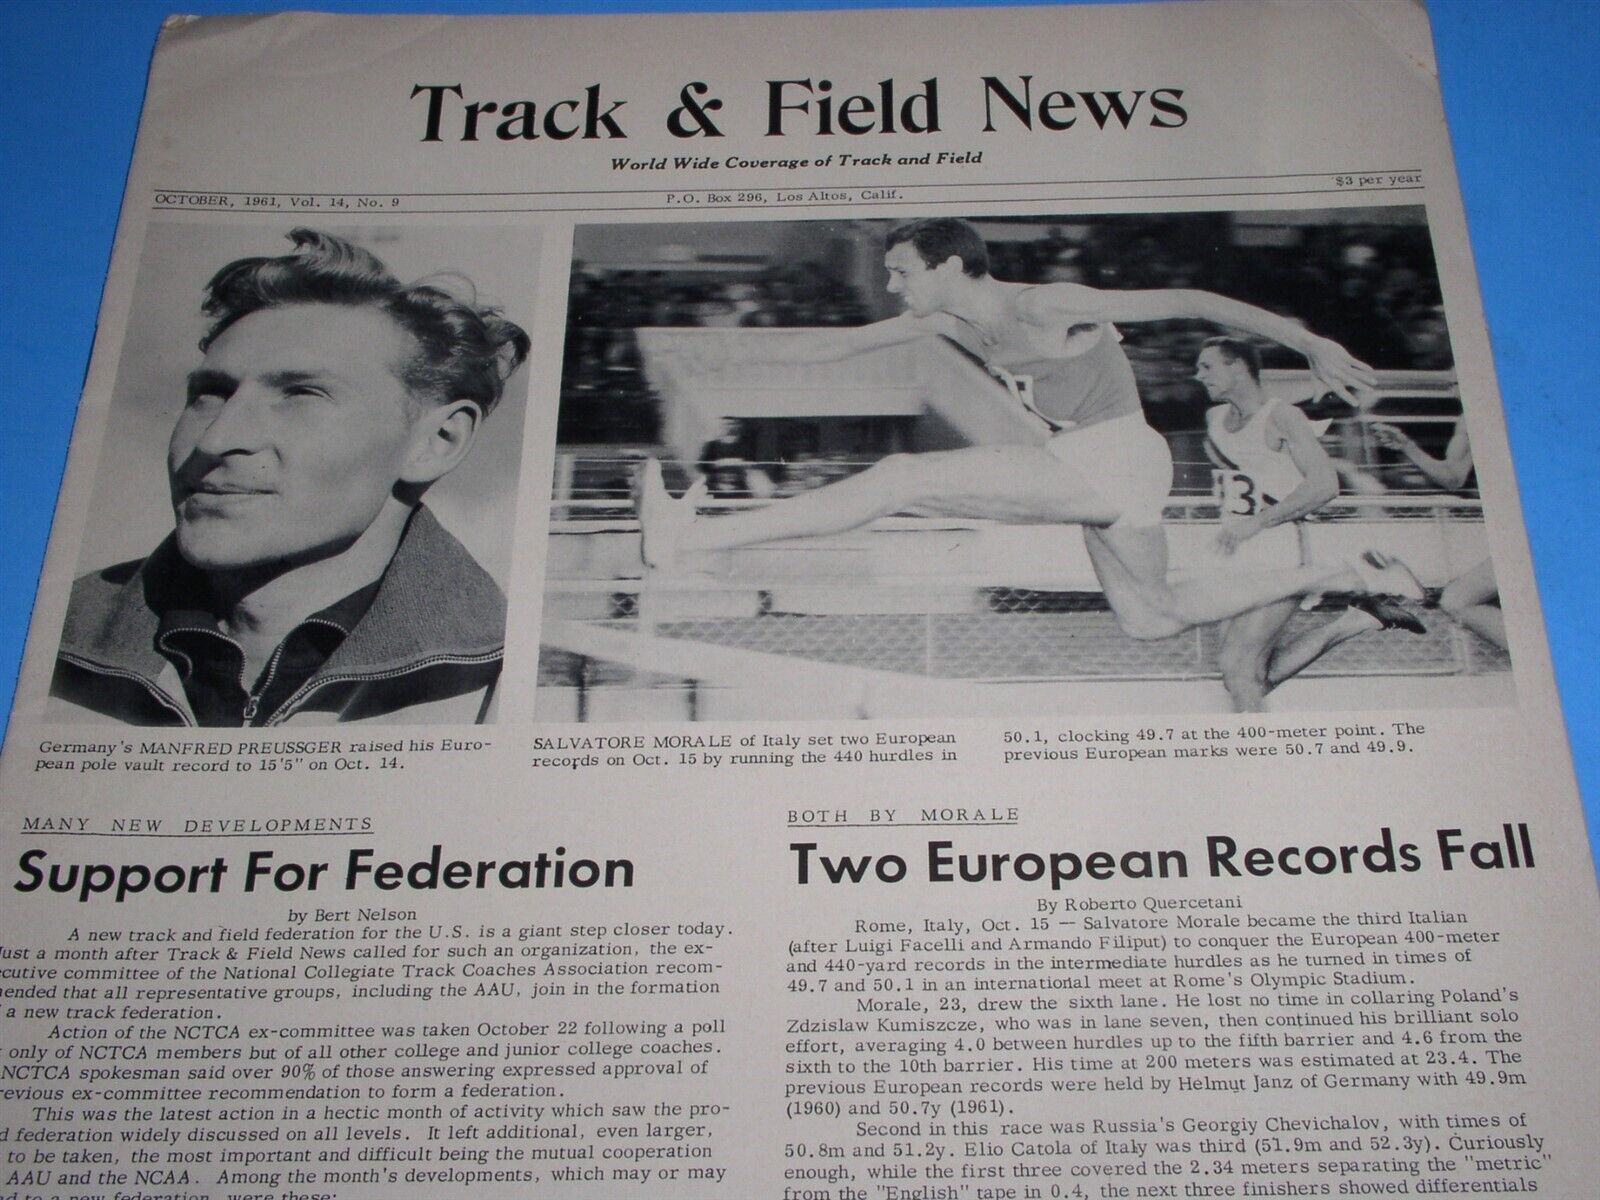 Track & Field News
World Wide Coverage of Track and Field
OCTOBER, 1961, Vol. 14, No. 9
P.O. Box 296, Los Altos, Calif.
$3 per year
3
Germany's MANFRED PREUSSGER raised his Euro-
pean pole vault record to 15'5" on Oct. 14.
SALVATORE MORALE of Italy set two European
records on Oct. 15 by running the 440 hurdles in
50.1, clocking 49.7 at the 400-meter point. The
previous European marks were 50.7 and 49.9.
MANY NEW DEVELOPMENTS
Support For Federation
by Bert Nelson
A new track and field federation for the U.S. is a giant step closer today.
Just a month after Track & Field News called for such an organization, the ex-
ecutive committee of the National Collegiate Track Coaches Association recom-
mended that all representative groups, including the AAU, join in the formation
a new track federation.
Action of the NCTCA ex-committee was taken October 22 following a poll
only of NCTCA members but of all other college and junior college coaches.
NCTCA spokesman said over 90% of those answering expressed approval of
previous ex-committee recommendation to form a federation.
This was the latest action in a hectic month of activity which saw the pro-
d federation widely discussed on all levels. It left additional, even larger,
to be taken, the most important and difficult being the mutual cooperation
AAU and the NCAA. Among the month's developments, which may or may
ad to a new federation, were these:
BOTH BY MORALE
Two European Records Fall
By Roberto Quercetani
Rome, Italy, Oct. 15 — Salvatore Morale became the third Italian
(after Luigi Facelli and Armando Filiput) to conquer the European 400-meter
and 440-yard records in the intermediate hurdles as he turned in times of
49.7 and 50.1 in an international meet at Rome's Olympic Stadium.
Morale, 23, drew the sixth lane. He lost no time in collaring Poland's
Zdzislaw Kumiszcze, who was in lane seven, then continued his brilliant solo
effort, averaging 4.0 between hurdles up to the fifth barrier and 4.6 from the
sixth to the 10th barrier. His time at 200 meters was estimated at 23.4. The
previous European records were held by Helmut Janz of Germany with 49.9m
(1960) and 50.7y (1961).
Second in this race was Russia's Georgiy Chevichalov, with times of
50.8m and 51.2y. Elio Catola of Italy was third (51.9m and 52.3y). Curiously
enough, while the first three covered the 2.34 meters separating the "metric"
from the "English" tape in 0.4, the next three finishers showed differentials